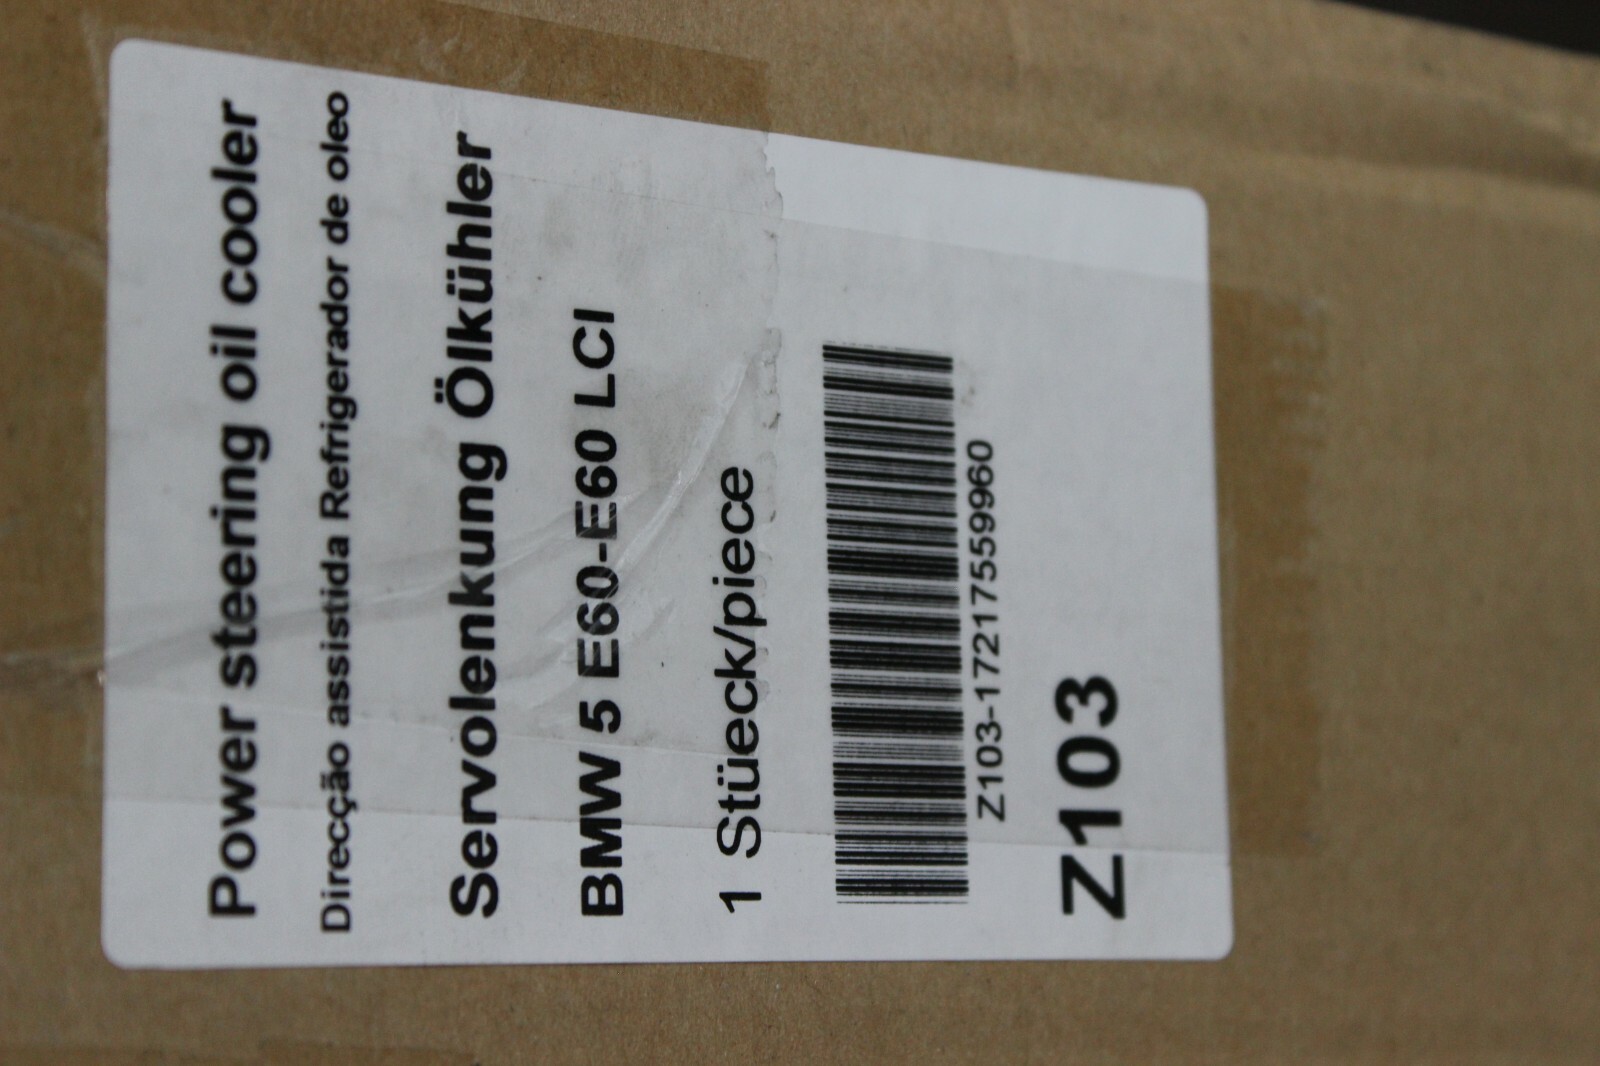 Power steering oil cooler
Direcção assistida Refrigerador de oleo
Servolenkung Ölkühler
BMW 5 E60-E60 LCI
1 Stüeck/piece
Z103-17217559960
Z103